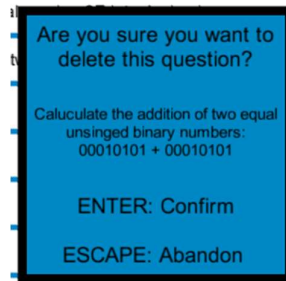 Are you sure you want to
delete this question?
Caluculate the addition of two equal
unsinged binary numbers:
00010101 + 00010101
ENTER: Confirm
ESCAPE: Abandon